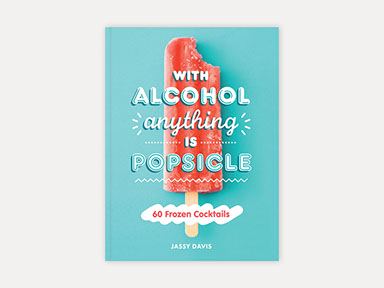 WITH
ALCOHOL
anything
IS
POPSICLE
60 Frozen Cocktails
JASSY DAVIS